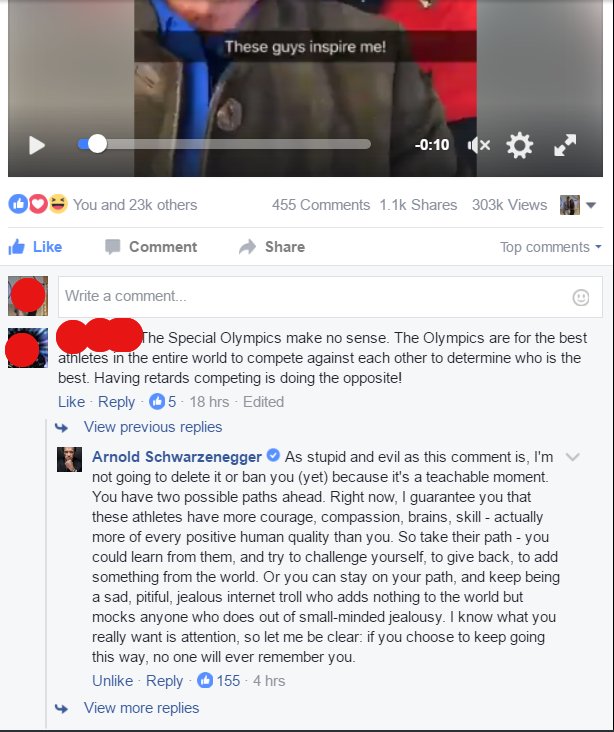 These guys inspire me!
-0:10
You and 23k others 455 Comments 1.1k Shares 303k Views
Like Comment Share Top comments
Write a comment...
The Special Olympics make no sense. The Olympics are for the best
athletes in the entire world to compete against each other to determine who is the
best. Having retards competing is doing the opposite!
Like · Reply · 5 · 18 hrs · Edited
View previous replies
Arnold Schwarzenegger As stupid and evil as this comment is, I'm
not going to delete it or ban you (yet) because it's a teachable moment.
You have two possible paths ahead. Right now, I guarantee you that
these athletes have more courage, compassion, brains, skill - actually
more of every positive human quality than you. So take their path - you
could learn from them, and try to challenge yourself, to give back, to add
something from the world. Or you can stay on your path, and keep being
a sad, pitiful, jealous internet troll who adds nothing to the world but
mocks anyone who does out of small-minded jealousy. I know what you
really want is attention, so let me be clear: if you choose to keep going
this way, no one will ever remember you.
Unlike · Reply · 155 · 4 hrs
View more replies